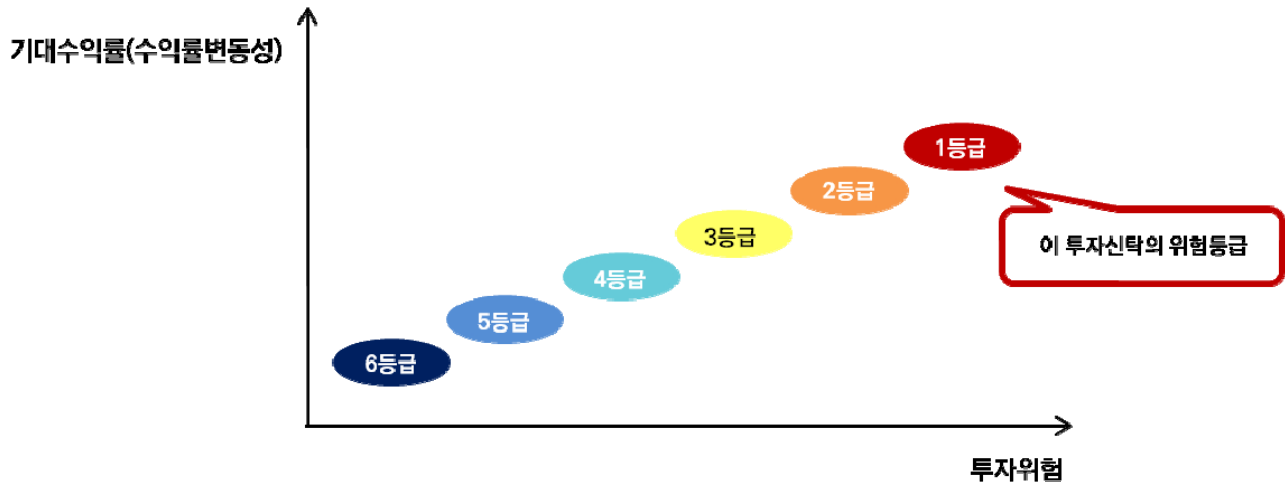 기대수익률(수익률변동성)
1등급
2등급
3등급
이 투자신탁의 위험등급
4등급
5등급
6등급
투자위험